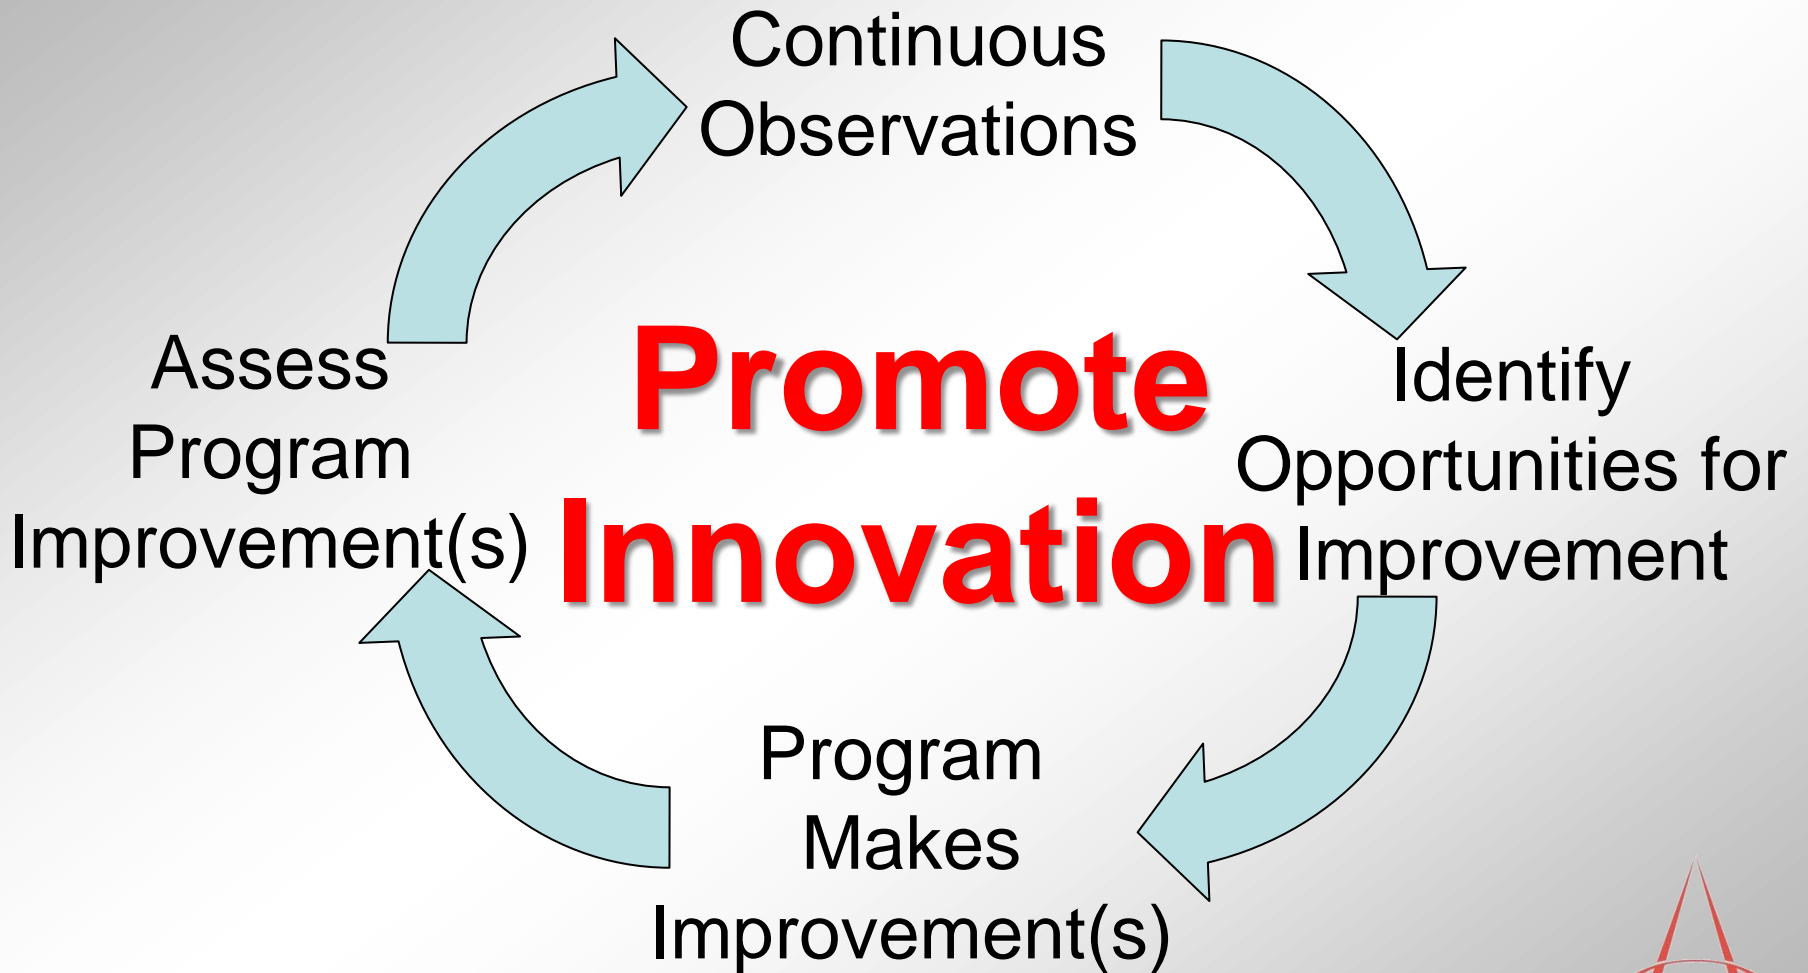 Continuous
Observations
Identify
Opportunities for
Improvement
Program
Makes
Improvement(s)
Assess
Program
Improvement(s)
Promote
Innovation